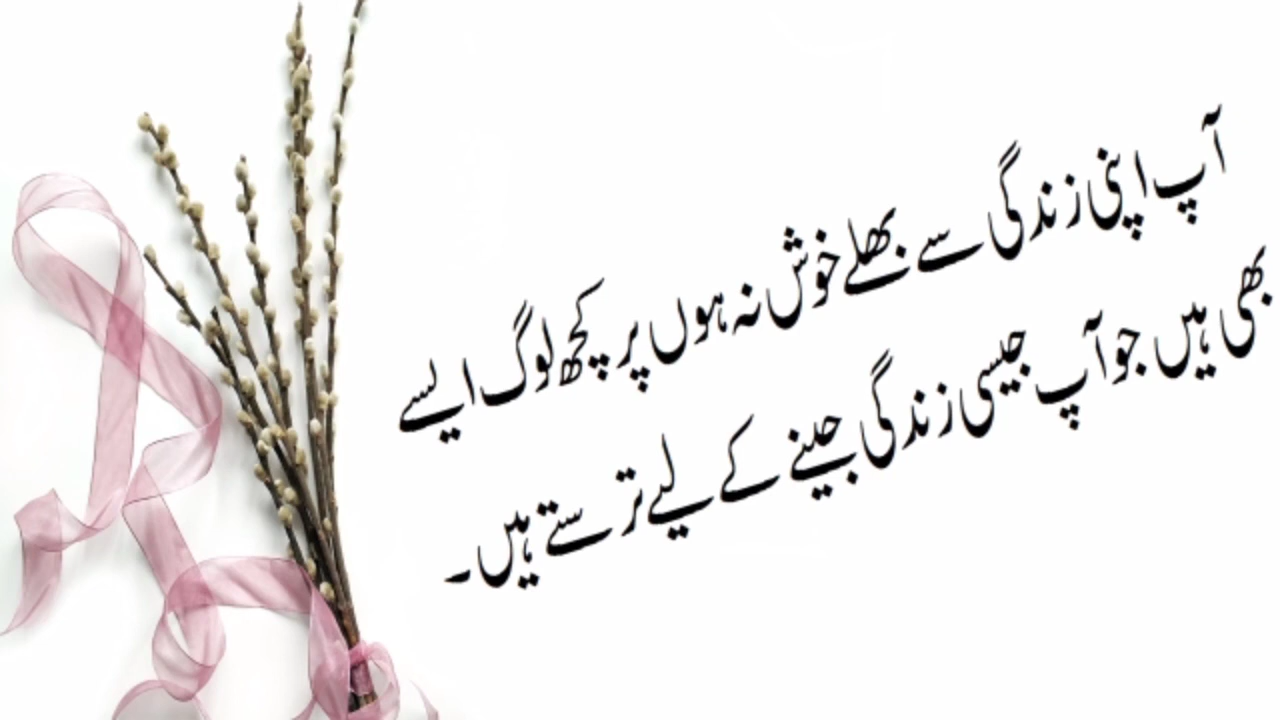 آپ اپنی زندگی سے بھلے خوش نہ ہوں پر کچھ لوگ ایسے
بھی ہیں جو آپ جیسی زندگی جینے کے لیے ترستے ہیں۔